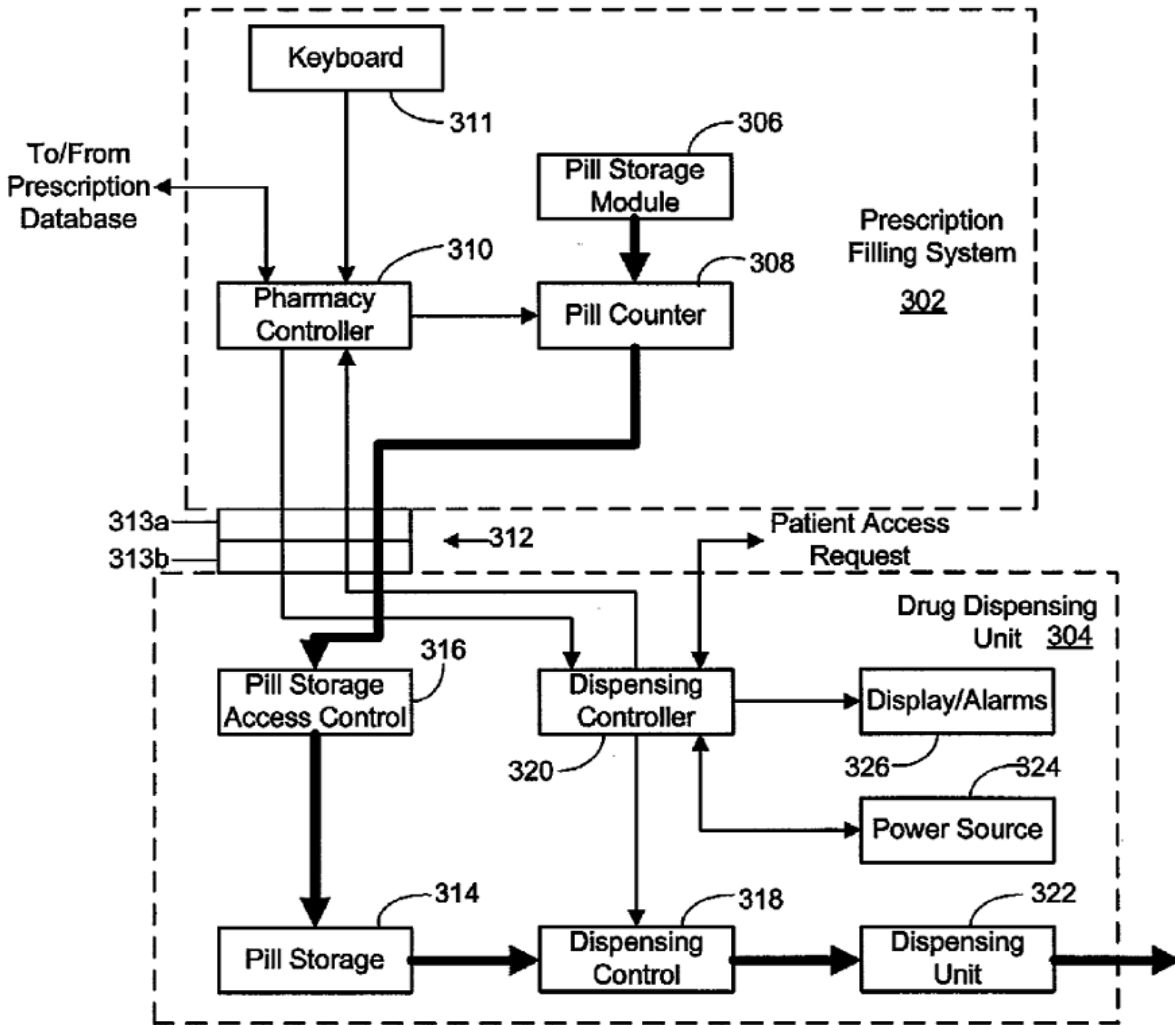 Keyboard
311
To/From
Prescription
Database
306
Pill Storage
Module
Prescription
Filling System
302
310
308
Pharmacy
Controller
Pill Counter
313a
313b
312
Patient Access
Request
Drug Dispensing
Unit 304
316
Pill Storage
Access Control
Dispensing
Controller
320
Display/Alarms
326
324
Power Source
314
318
322
Pill Storage
Dispensing
Control
Dispensing
Unit